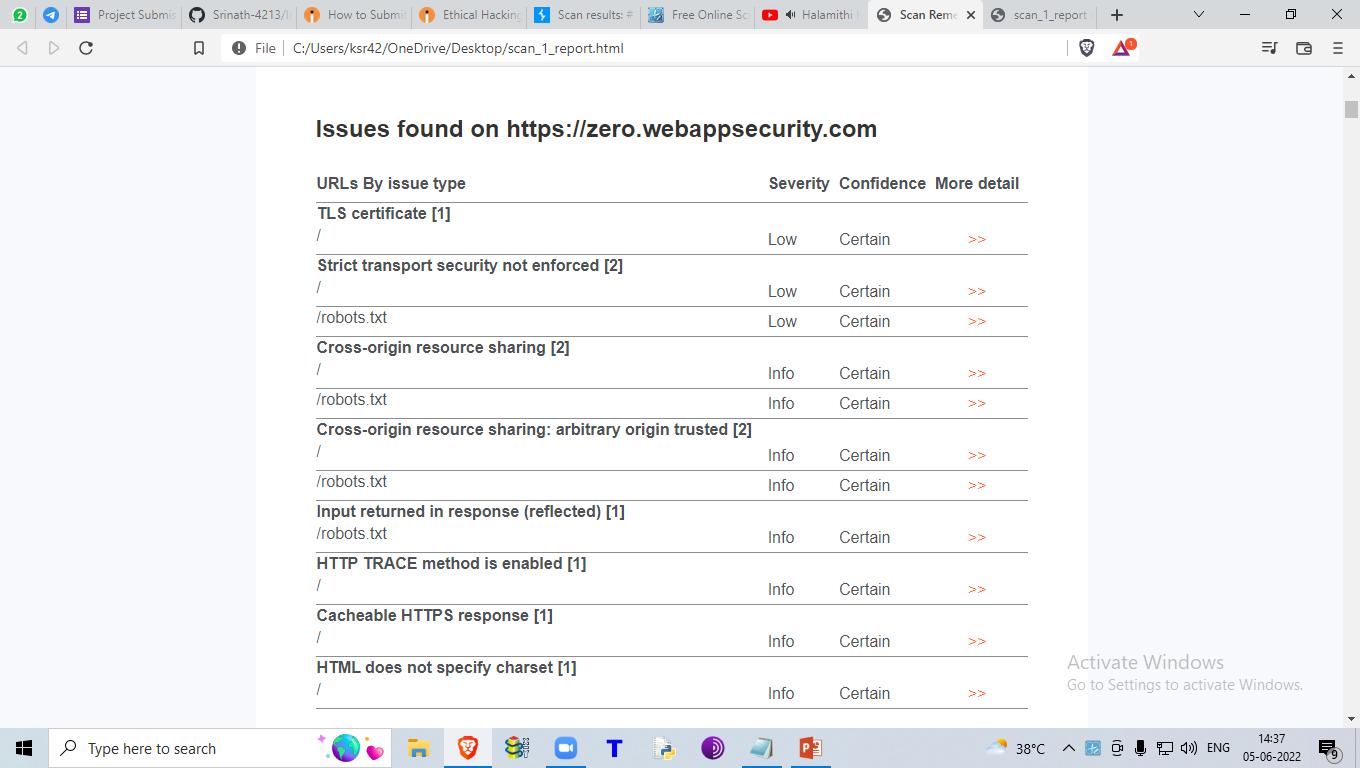 2
Project Submis
Srinath-4213/I
How to Submit
Ethical Hacking
Scan results: #
Free Online Sc
Halamithi
Scan Reme
scan_1_report
File
C:/Users/ksr42/OneDrive/Desktop/scan_1_report.html
1
Issues found on https://zero.webappsecurity.com
URLs By issue type Severity Confidence More detail
TLS certificate [1]
/ Low Certain >>
Strict transport security not enforced [2]
/ Low Certain >>
/robots.txt Low Certain >>
Cross-origin resource sharing [2]
/ Info Certain >>
/robots.txt Info Certain >>
Cross-origin resource sharing: arbitrary origin trusted [2]
/ Info Certain >>
/robots.txt Info Certain >>
Input returned in response (reflected) [1]
/robots.txt Info Certain >>
HTTP TRACE method is enabled [1]
/ Info Certain >>
Cacheable HTTPS response [1]
/ Info Certain >>
HTML does not specify charset [1]
/ Info Certain >>
Activate Windows
Go to Settings to activate Windows.
Type here to search
T
38°C
ENG
14:37
05-06-2022
9